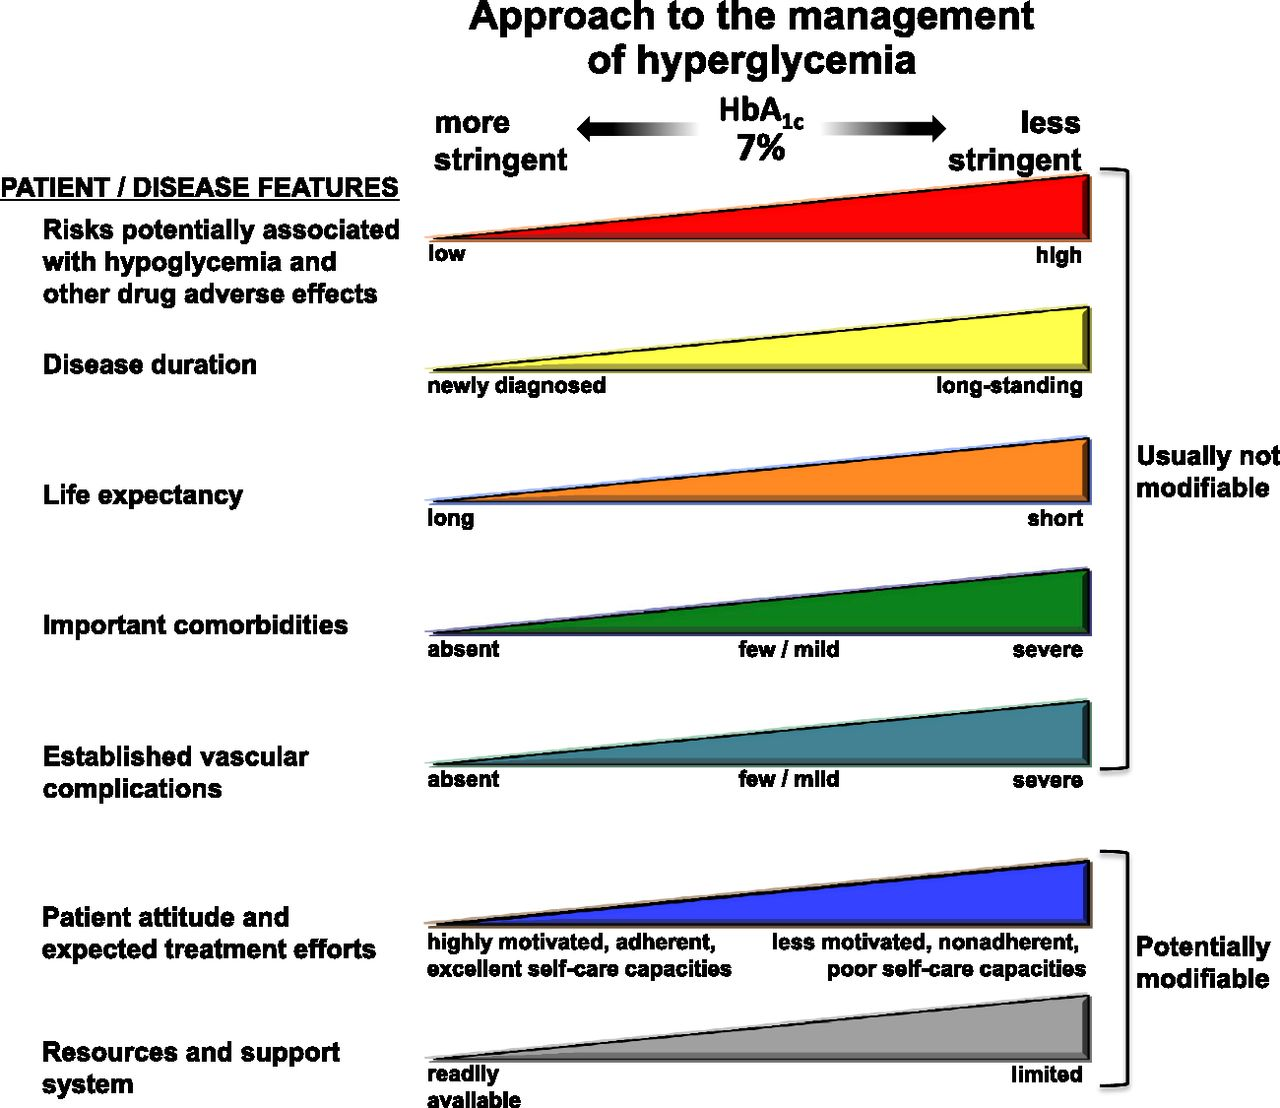 Approach to the management
of hyperglycemia
more
stringent
HbA1c
7%
less
stringent
PATIENT / DISEASE FEATURES
Risks potentially associated
with hypoglycemia and
other drug adverse effects
low
high
Disease duration
newly diagnosed
long-standing
Life expectancy
long
short
Usually not
modifiable
Important comorbidities
absent
few / mild
severe
Established vascular
complications
absent
few / mild
severe
Patient attitude and
expected treatment efforts
highly motivated, adherent,
excellent self-care capacities
less motivated, nonadherent,
poor self-care capacities
Potentially
modifiable
Resources and support
system
readily
available
limited